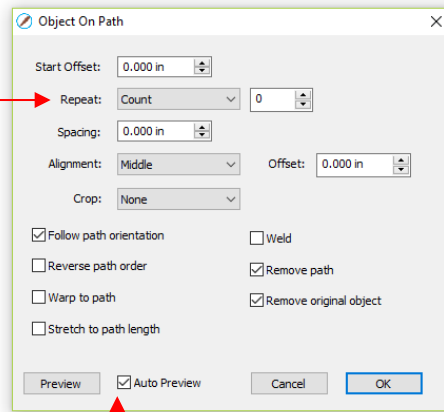 Object On Path
Start Offset: 0.000 in
Repeat: Count 0
Spacing: 0.000 in
Alignment: Middle Offset: 0.000 in
Crop: None
Follow path orientation Weld
Reverse path order Remove path
Warp to path Remove original object
Stretch to path length
Preview Auto Preview Cancel OK